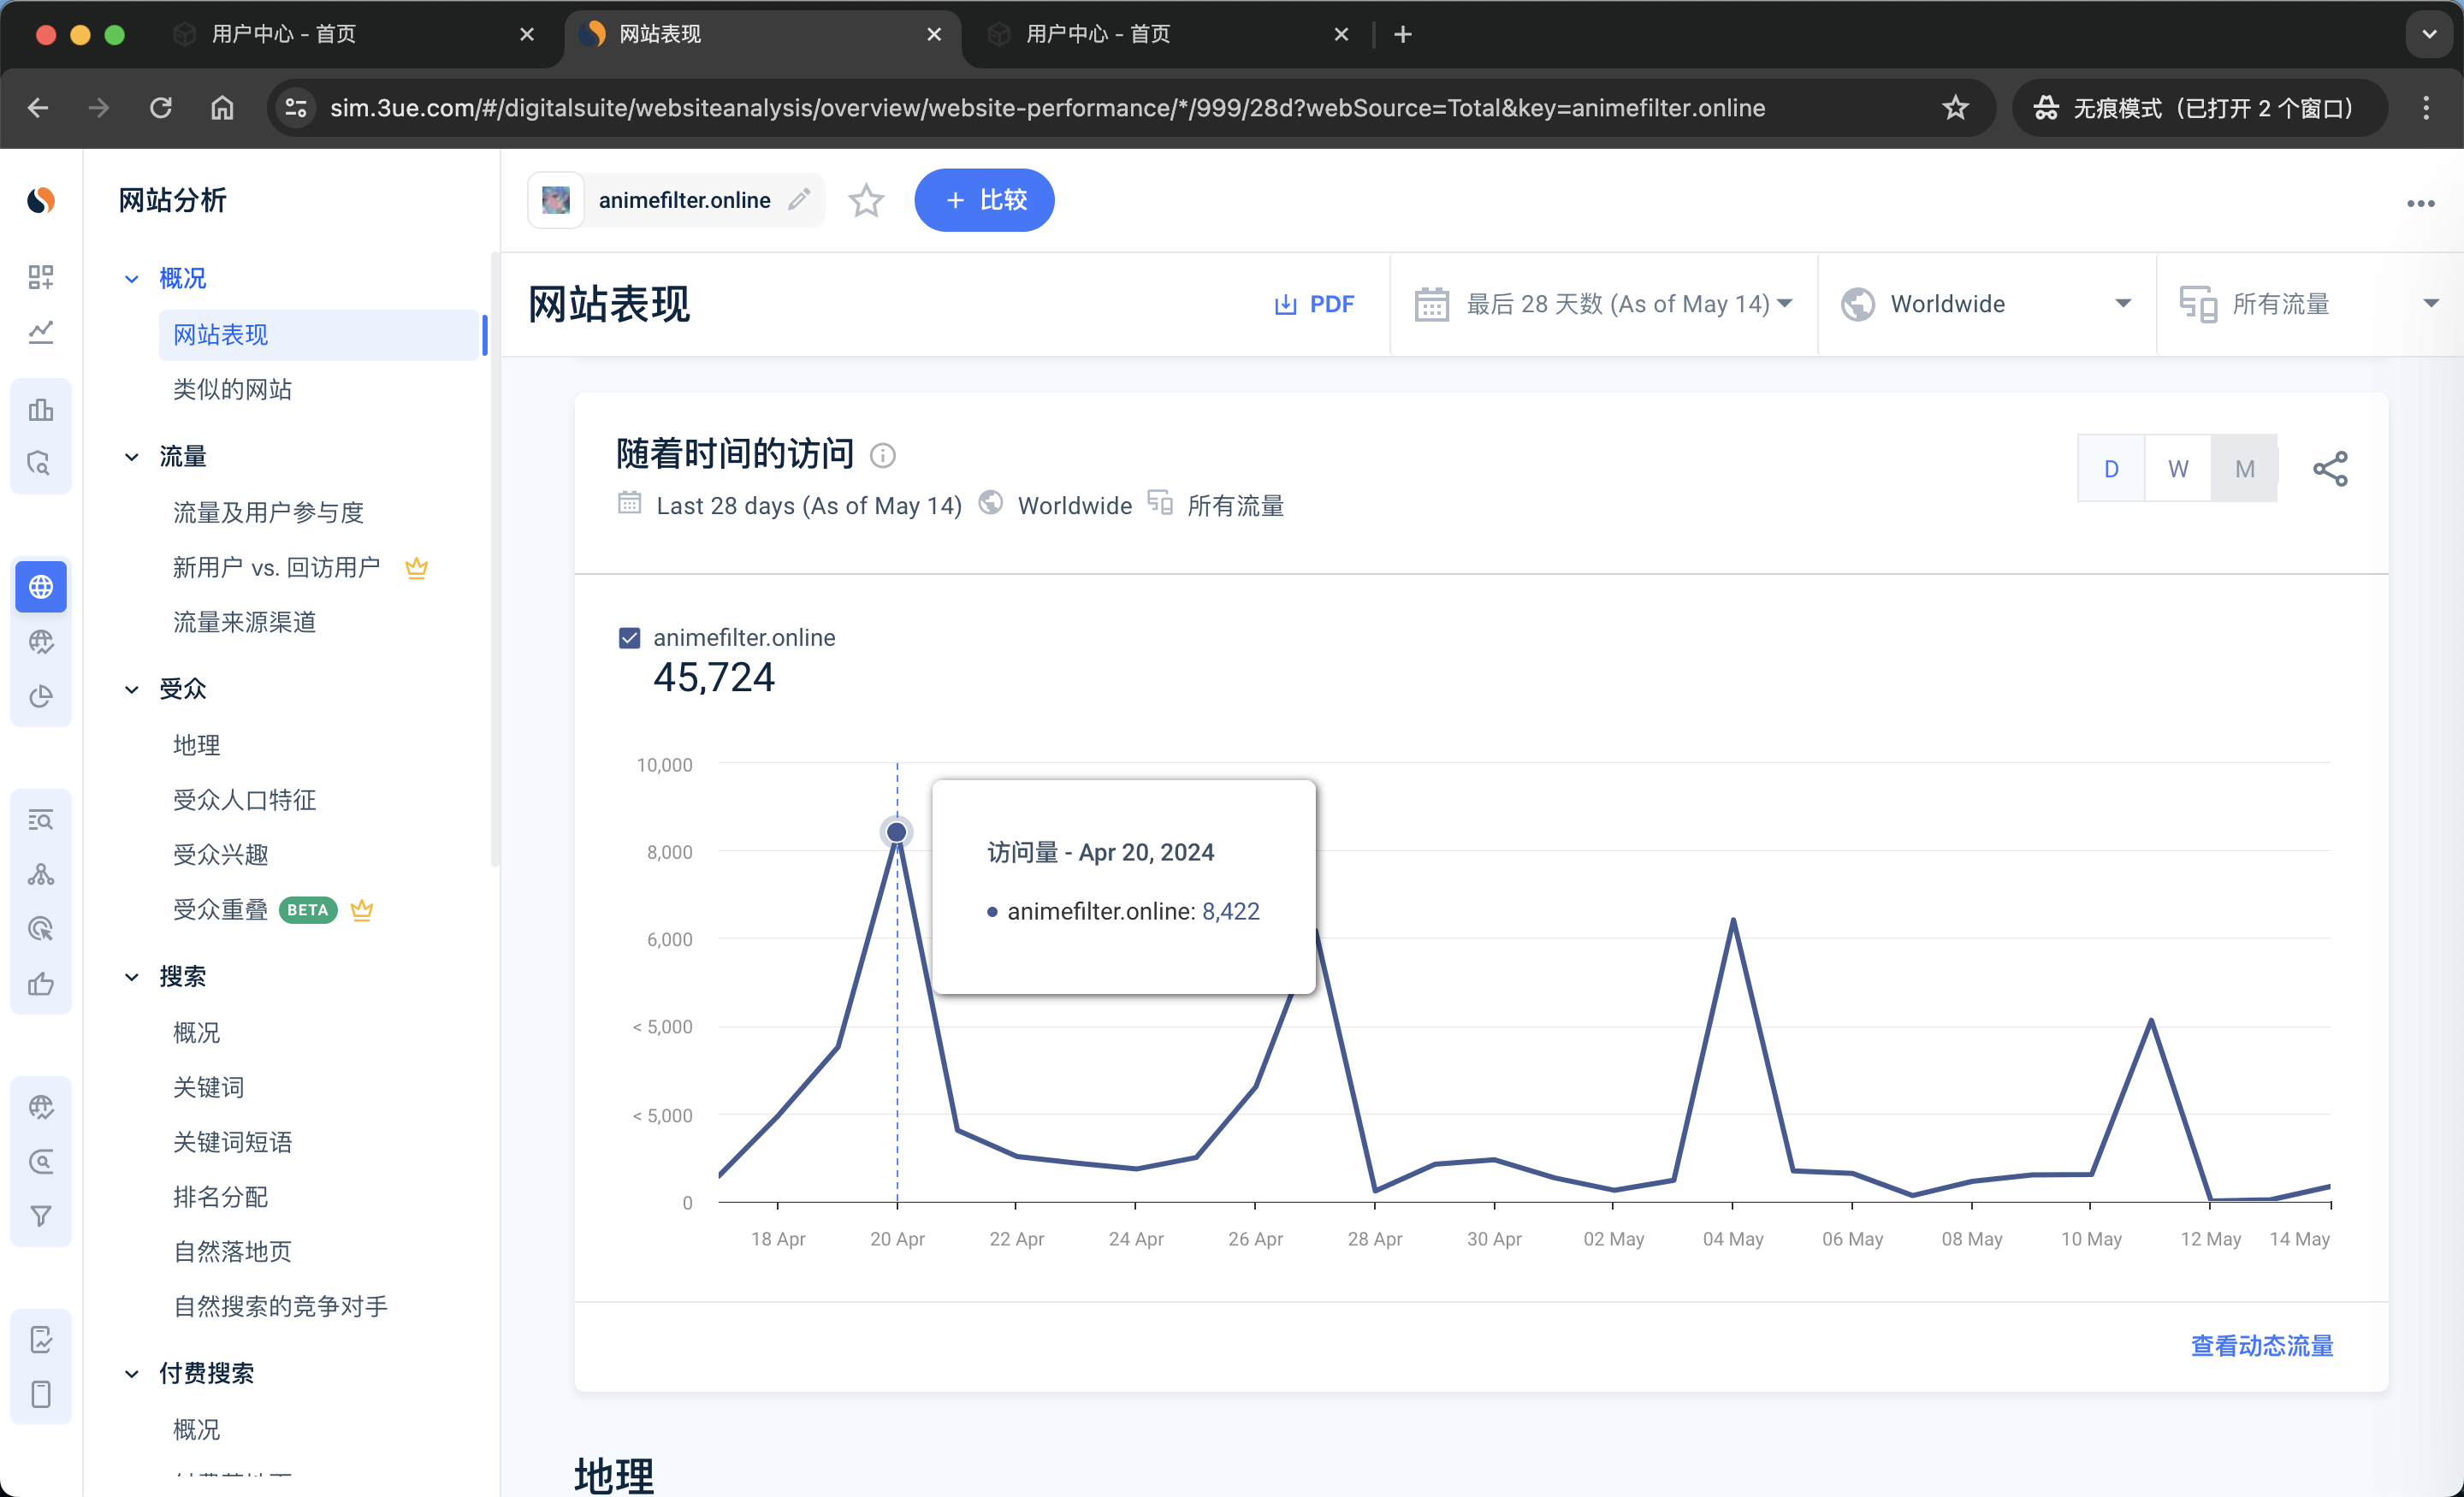 用户中心 - 首页
网站表现
用户中心 - 首页
sim.3ue.com/#/digitalsuite/websiteanalysis/overview/website-performance/*/999/28d?webSource=Total&key=animefilter.online
无痕模式（已打开 2 个窗口）
网站分析
概况
网站表现
类似的网站
流量
流量及用户参与度
新用户 vs. 回访用户
流量来源渠道
受众
地理
受众人口特征
受众兴趣
受众重叠 BETA
搜索
概况
关键词
关键词短语
排名分配
自然落地页
自然搜索的竞争对手
付费搜索
概况
animefilter.online
+ 比较
网站表现
PDF
最后 28 天数 (As of May 14)
Worldwide
所有流量
随着时间的访问
Last 28 days (As of May 14) Worldwide 所有流量
D W M
animefilter.online
45,724
10,000
8,000
6,000
< 5,000
< 5,000
0
访问量 - Apr 20, 2024
animefilter.online: 8,422
18 Apr 20 Apr 22 Apr 24 Apr 26 Apr 28 Apr 30 Apr 02 May 04 May 06 May 08 May 10 May 12 May 14 May
查看动态流量
地理